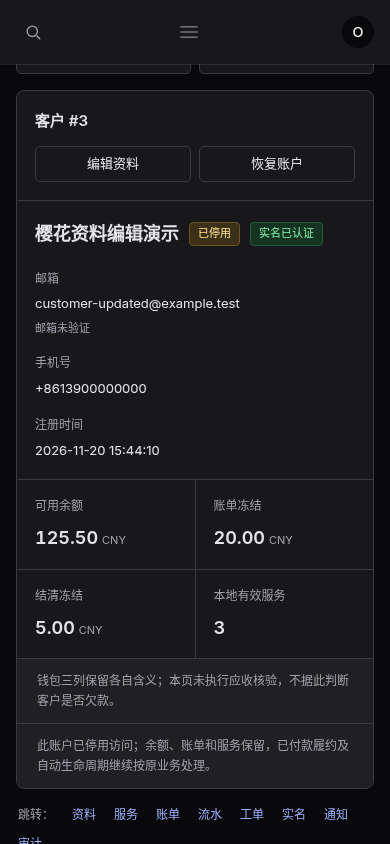 O
客户 #3
编辑资料 恢复账户
樱花资料编辑演示 已停用 实名已认证
邮箱
customer-updated@example.test
邮箱未验证
手机号
+8613900000000
注册时间
2026-11-20 15:44:10
可用余额 账单冻结
125.50 CNY 20.00 CNY
结清冻结 本地有效服务
5.00 CNY 3
钱包三列保留各自含义；本页未执行应收核验，不据此判断
客户是否欠款。
此账户已停用访问；余额、账单和服务保留，已付款履约及
自动生命周期继续按原业务处理。
跳转： 资料 服务 账单 流水 工单 实名 通知
审计